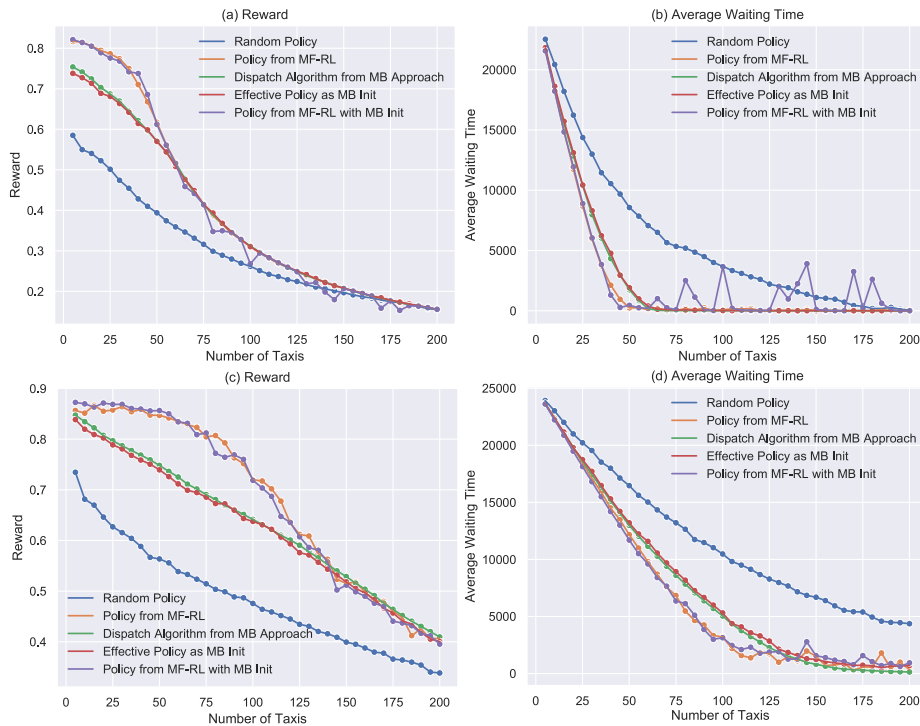 (a) Reward
Reward
0.8
0.7
0.6
0.5
0.4
0.3
0.2
Random Policy
Policy from MF-RL
Dispatch Algorithm from MB Approach
Effective Policy as MB Init
Policy from MF-RL with MB Init
0 25 50 75 100 125 150 175 200
Number of Taxis
(b) Average Waiting Time
Average Waiting Time
20000
15000
10000
5000
0
Random Policy
Policy from MF-RL
Dispatch Algorithm from MB Approach
Effective Policy as MB Init
Policy from MF-RL with MB Init
0 25 50 75 100 125 150 175 200
Number of Taxis
(c) Reward
Reward
0.9
0.8
0.7
0.6
0.5
0.4
Random Policy
Policy from MF-RL
Dispatch Algorithm from MB Approach
Effective Policy as MB Init
Policy from MF-RL with MB Init
0 25 50 75 100 125 150 175 200
Number of Taxis
(d) Average Waiting Time
Average Waiting Time
25000
20000
15000
10000
5000
0
Random Policy
Policy from MF-RL
Dispatch Algorithm from MB Approach
Effective Policy as MB Init
Policy from MF-RL with MB Init
0 25 50 75 100 125 150 175 200
Number of Taxis